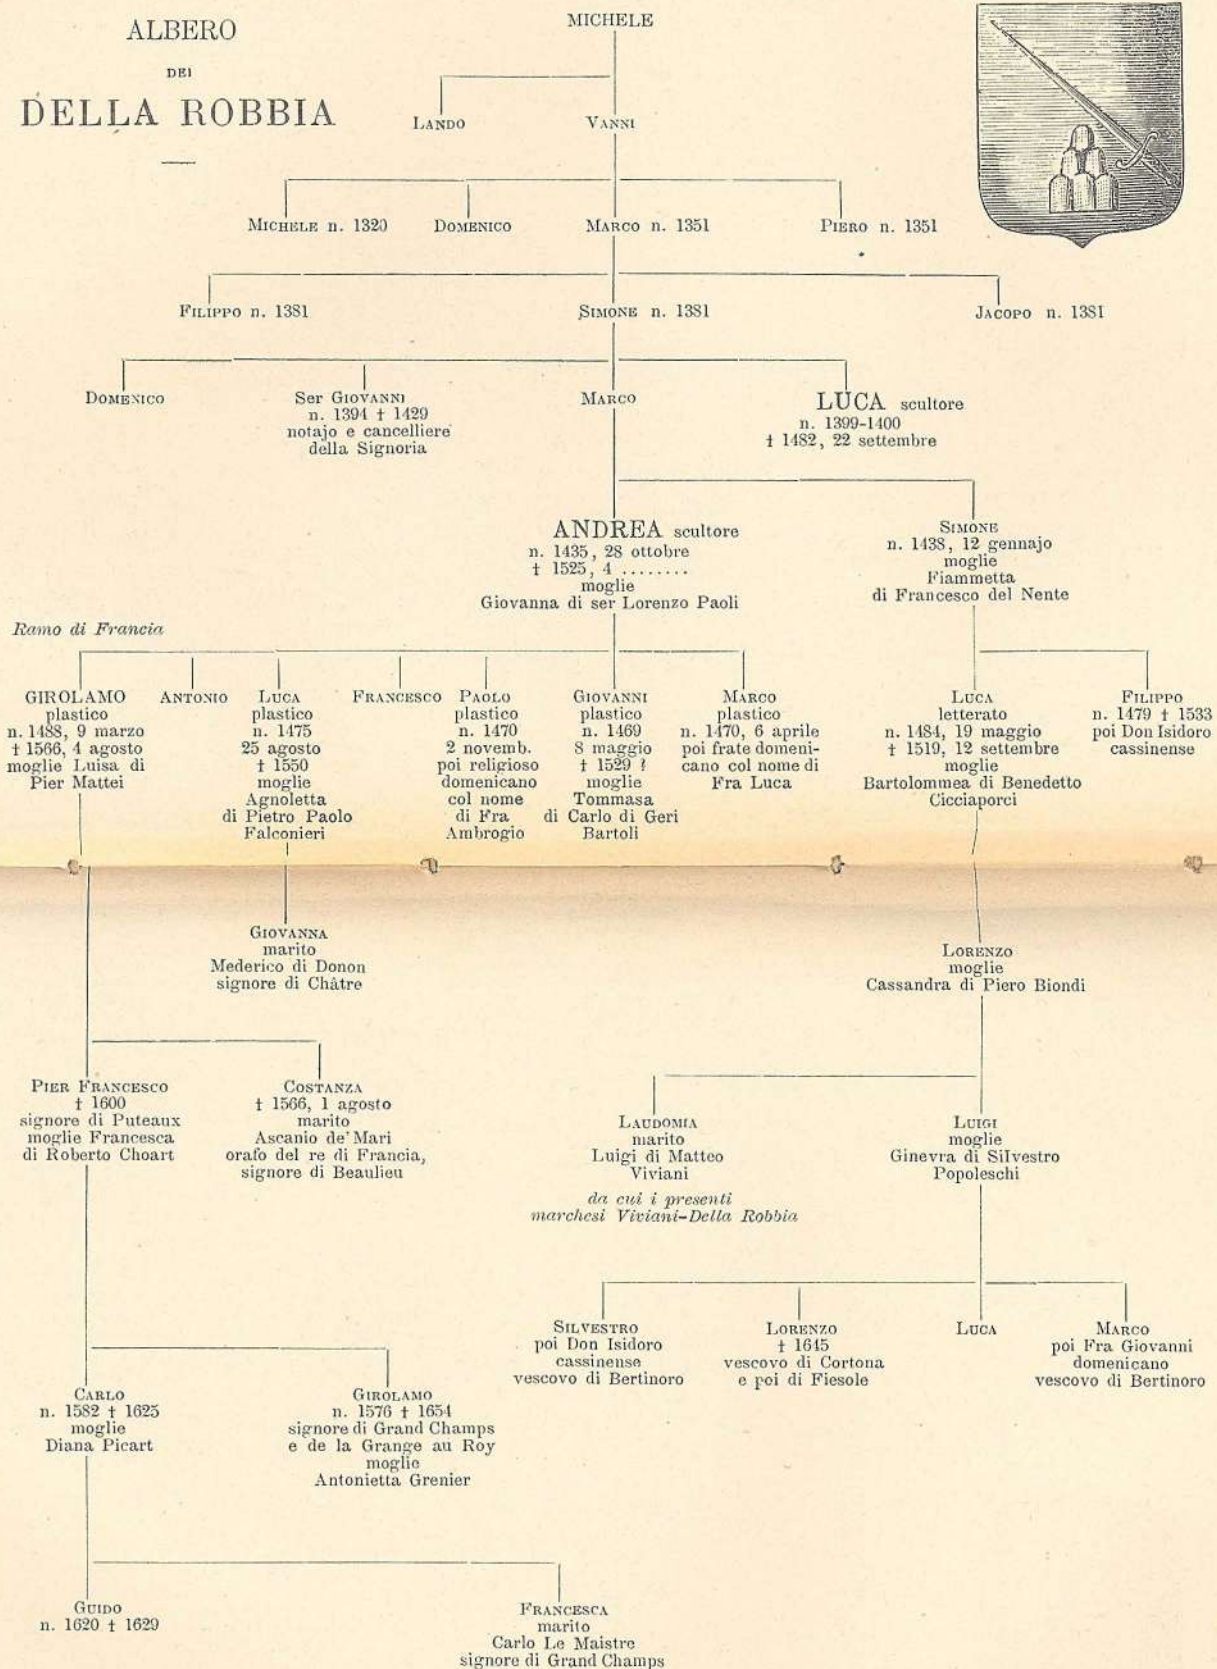 ALBERO
DEI
DELLA ROBBIA
MICHELE
LANDO
VANNI
MICHELE n. 1320
DOMENICO
MARCO n. 1351
PIERO n. 1351
FILIPPO n. 1381
SIMONE n. 1381
JACOPO n. 1381
DOMENICO
Ser GIOVANNI
n. 1394 † 1429
notajo e cancelliere
della Signoria
MARCO
LUCA scultore
n. 1399-1400
† 1482, 22 settembre
ANDREA scultore
n. 1435, 28 ottobre
† 1525, 4 ........
moglie
Giovanna di ser Lorenzo Paoli
SIMONE
n. 1438, 12 gennajo
moglie
Fiammetta
di Francesco del Nente
Ramo di Francia
GIROLAMO
plastico
n. 1488, 9 marzo
† 1566, 4 agosto
moglie Luisa di
Pier Mattei
ANTONIO
LUCA
plastico
n. 1475
25 agosto
† 1550
moglie
Agnoletta
di Pietro Paolo
Falconieri
FRANCESCO
PAOLO
plastico
n. 1470
2 novemb.
poi religioso
domenicano
col nome
di Fra
Ambrogio
GIOVANNI
plastico
n. 1469
8 maggio
† 1529 ?
moglie
Tommasa
di Carlo di Geri
Bartoli
MARCO
plastico
n. 1470, 6 aprile
poi frate domeni-
cano col nome di
Fra Luca
LUCA
letterato
n. 1484, 19 maggio
† 1519, 12 settembre
moglie
Bartolommea di Benedetto
Cicciaporci
FILIPPO
n. 1479 † 1533
poi Don Isidoro
cassinense
GIOVANNA
marito
Mederico di Donon
signore di Châtre
LORENZO
moglie
Cassandra di Piero Biondi
PIER FRANCESCO
† 1600
signore di Puteaux
moglie Francesca
di Roberto Choart
COSTANZA
† 1566, 1 agosto
marito
Ascanio de' Mari
orafo del re di Francia,
signore di Beaulieu
LAUDOMIA
marito
Luigi di Matteo
Viviani
da cui i presenti
marchesi Viviani-Della Robbia
LUIGI
moglie
Ginevra di Silvestro
Popoleschi
SILVESTRO
poi Don Isidoro
cassinense
vescovo di Bertinoro
LORENZO
† 1645
vescovo di Cortona
e poi di Fiesole
LUCA
MARCO
poi Fra Giovanni
domenicano
vescovo di Bertinoro
CARLO
n. 1582 † 1625
moglie
Diana Picart
GIROLAMO
n. 1576 † 1654
signore di Grand Champs
e de la Grange au Roy
moglie
Antonietta Grenier
GUIDO
n. 1620 † 1629
FRANCESCA
marito
Carlo Le Maistre
signore di Grand Champs